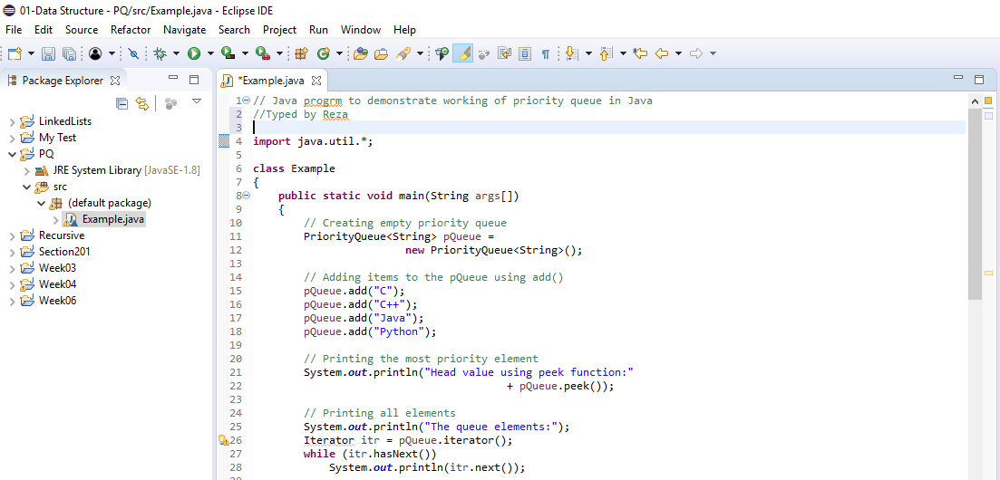 01-Data Structure - PQ/src/Example.java - Eclipse IDE
File Edit Source Refactor Navigate Search Project Run Window Help
Package Explorer
*Example.java
LinkedLists
My Test
PQ
JRE System Library [JavaSE-1.8]
src
(default package)
Example.java
Recursive
Section201
Week03
Week04
Week06
1 // Java progrm to demonstrate working of priority queue in Java
2 //Typed by Reza
3
4 import java.util.*;
5
6 class Example
7 {
8 public static void main(String args[])
9 {
10 // Creating empty priority queue
11 PriorityQueue<String> pQueue =
12 new PriorityQueue<String>();
13
14 // Adding items to the pQueue using add()
15 pQueue.add("C");
16 pQueue.add("C++");
17 pQueue.add("Java");
18 pQueue.add("Python");
19
20 // Printing the most priority element
21 System.out.println("Head value using peek function:"
22 + pQueue.peek());
23
24 // Printing all elements
25 System.out.println("The queue elements:");
26 Iterator itr = pQueue.iterator();
27 while (itr.hasNext())
28 System.out.println(itr.next());